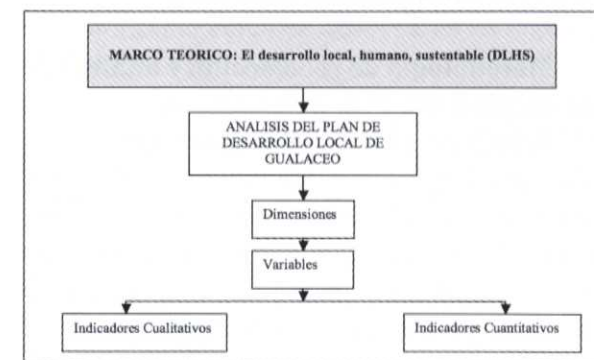 MARCO TEORICO: El desarrollo local, humano, sustentable (DLHS)
ANALISIS DEL PLAN DE
DESARROLLO LOCAL DE
GUALACEO
Dimensiones
Variables
Indicadores Cualitativos
Indicadores Cuantitativos